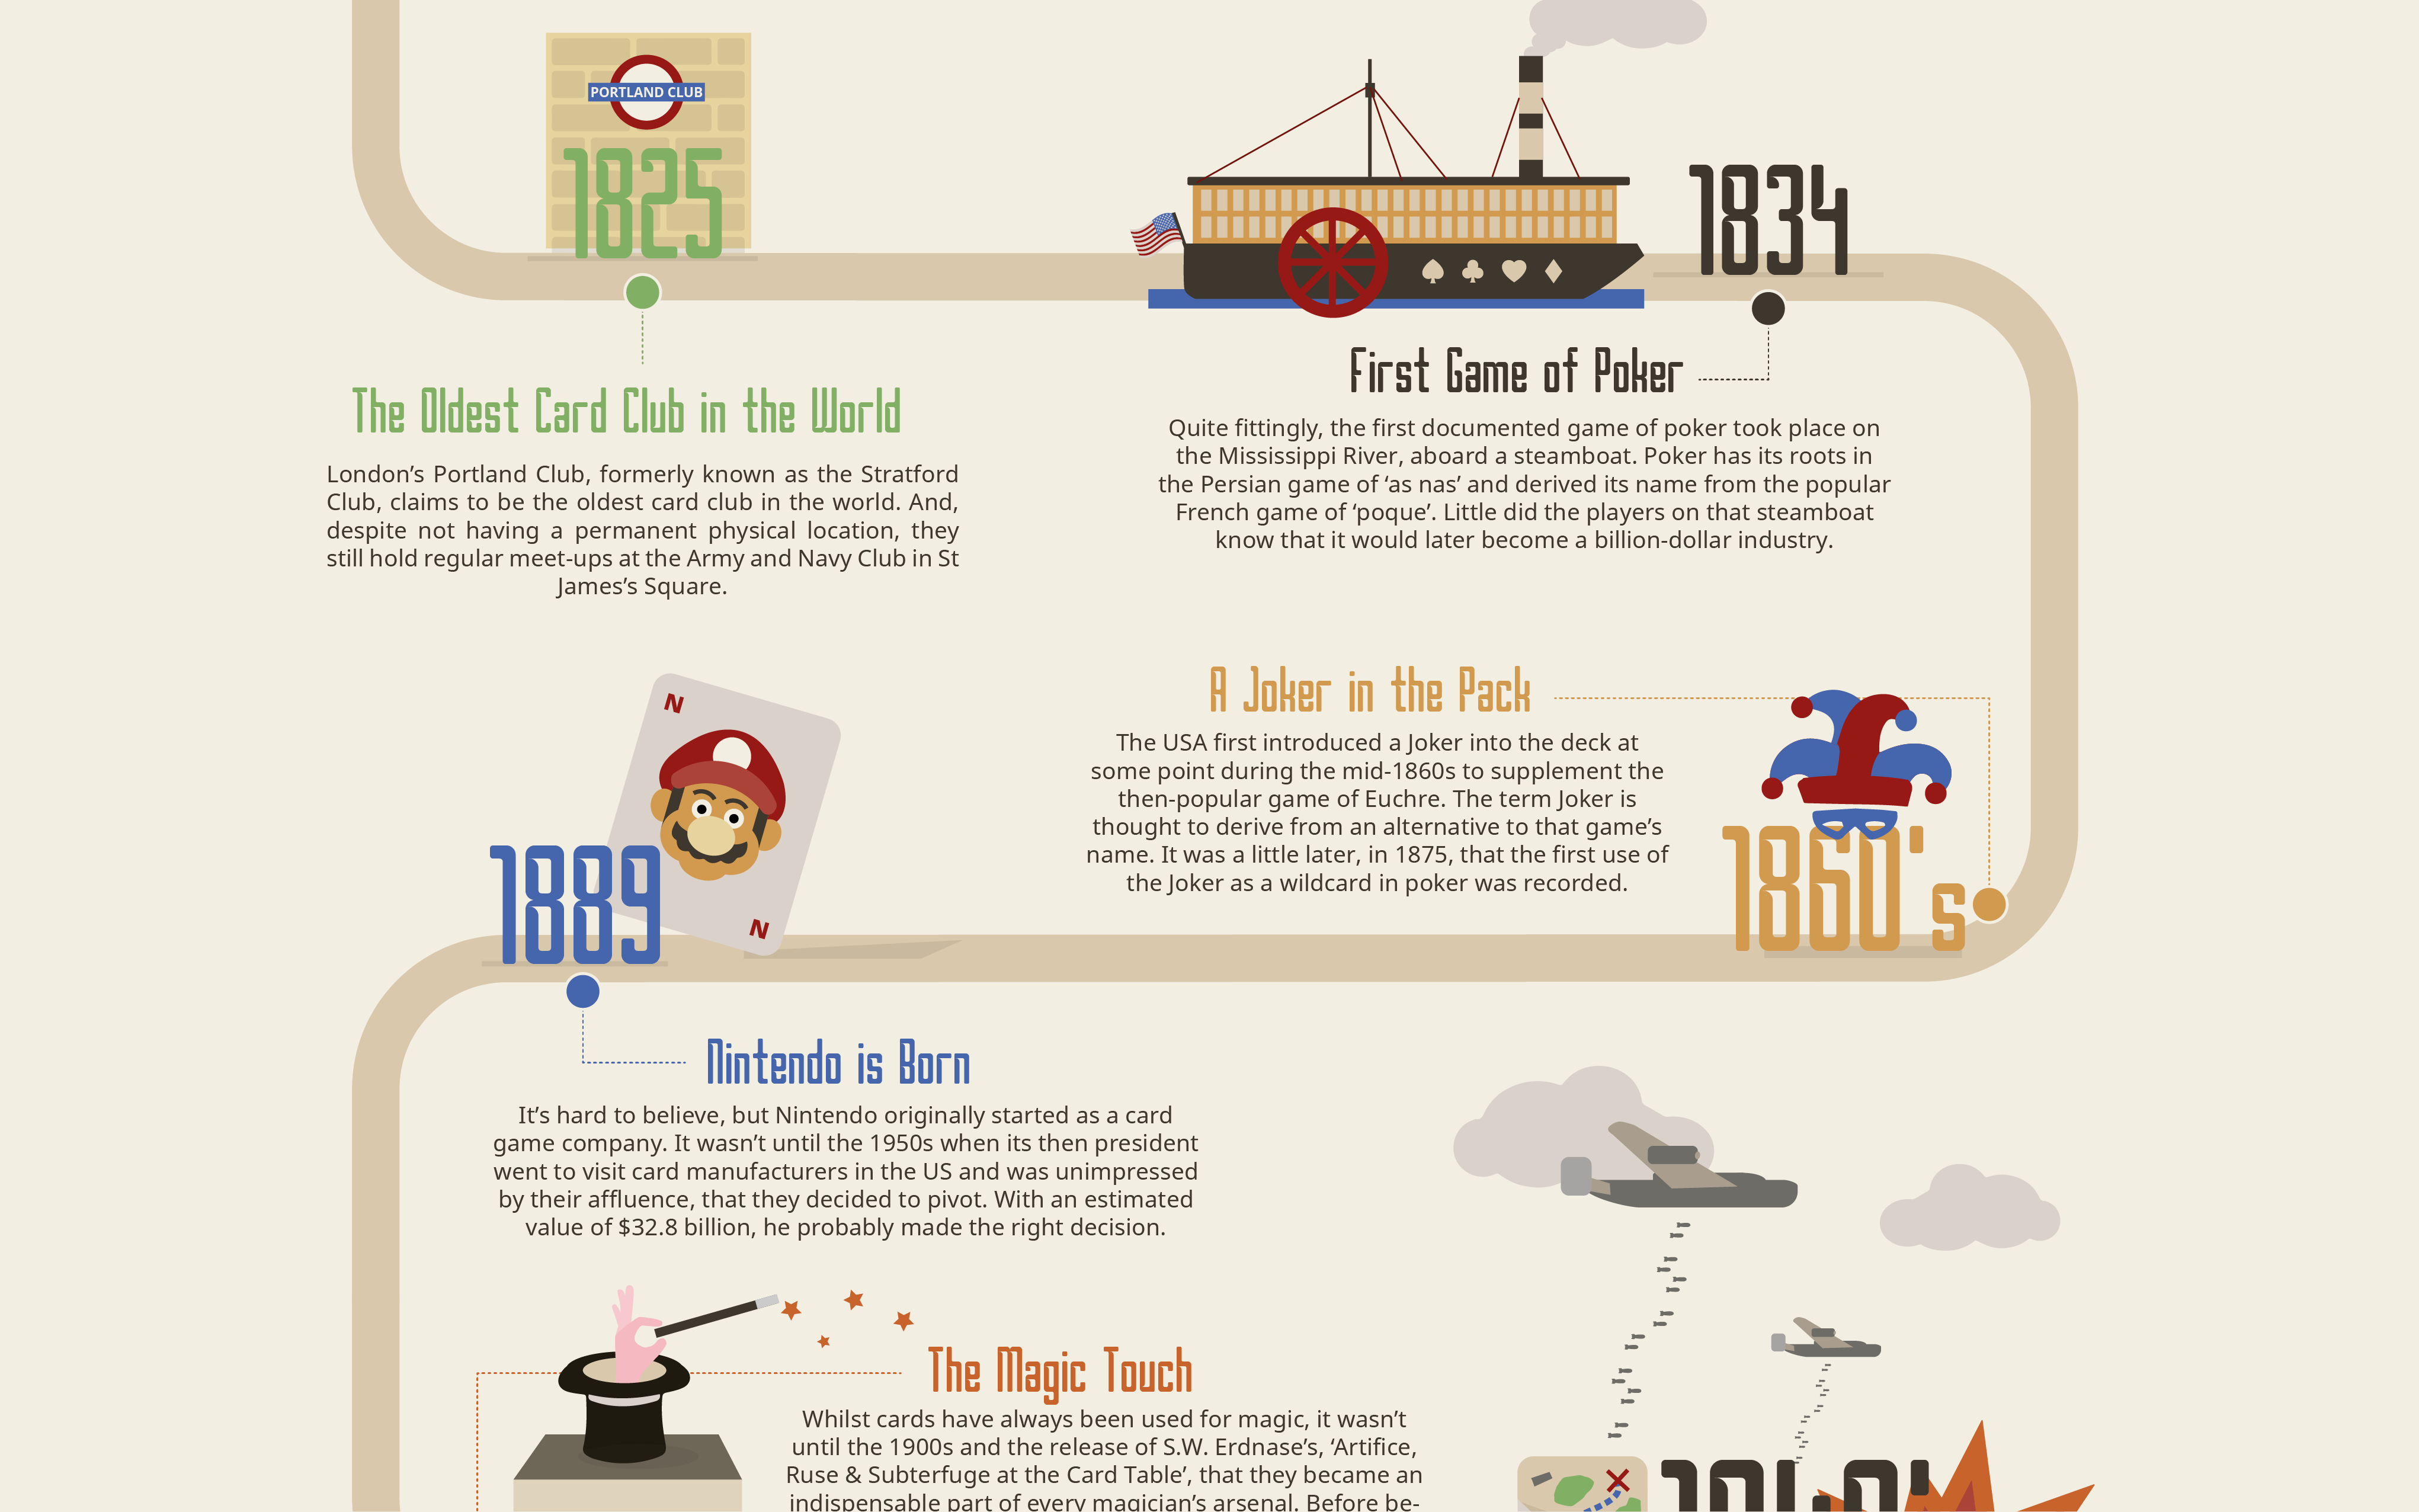 PORTLAND CLUB
1825
The Oldest Card Club in the World
London’s Portland Club, formerly known as the Stratford
Club, claims to be the oldest card club in the world. And,
despite not having a permanent physical location, they
still hold regular meet-ups at the Army and Navy Club in St
James’s Square.
1834
First Game of Poker
Quite fittingly, the first documented game of poker took place on
the Mississippi River, aboard a steamboat. Poker has its roots in
the Persian game of ‘as nas’ and derived its name from the popular
French game of ‘poque’. Little did the players on that steamboat
know that it would later become a billion-dollar industry.
A Joker in the Pack
The USA first introduced a Joker into the deck at
some point during the mid-1860s to supplement the
then-popular game of Euchre. The term Joker is
thought to derive from an alternative to that game’s
name. It was a little later, in 1875, that the first use of
the Joker as a wildcard in poker was recorded.
1860's
N
N
1889
Nintendo is Born
It’s hard to believe, but Nintendo originally started as a card
game company. It wasn’t until the 1950s when its then president
went to visit card manufacturers in the US and was unimpressed
by their affluence, that they decided to pivot. With an estimated
value of $32.8 billion, he probably made the right decision.
The Magic Touch
Whilst cards have always been used for magic, it wasn’t
until the 1900s and the release of S.W. Erdnase’s, ‘Artifice,
Ruse & Subterfuge at the Card Table’, that they became an
indispensable part of every magician’s arsenal. Before be-